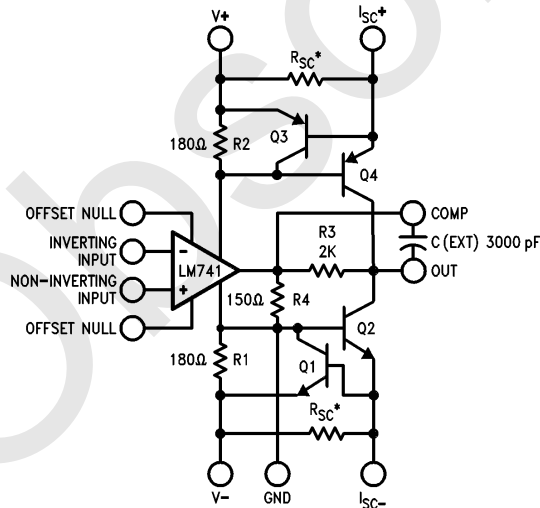 V+
ISC+
RSC*
Q3
180Ω
R2
Q4
OFFSET NULL
COMP
INVERTING
INPUT
LM741
R3
2K
C (EXT) 3000 pF
NON-INVERTING
INPUT
OUT
150Ω
R4
OFFSET NULL
Q2
180Ω
R1
Q1
RSC*
V−
GND
ISC−